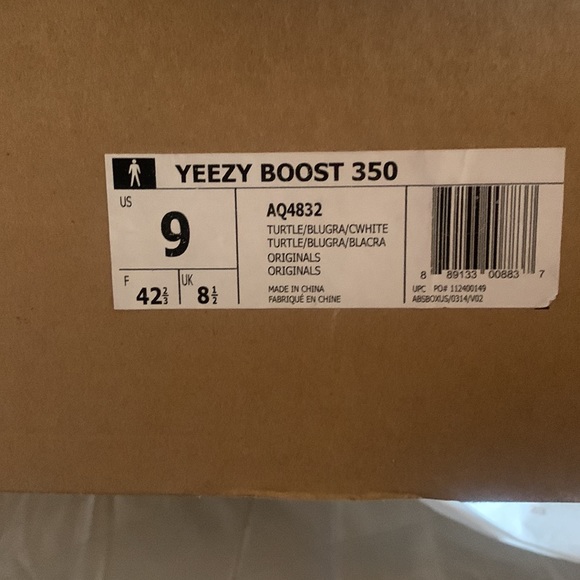 YEEZY BOOST 350
US
9
F
42⅔
UK
8½
AQ4832
TURTLE/BLUGRA/CWHITE
TURTLE/BLUGRA/BLACRA
ORIGINALS
ORIGINALS
MADE IN CHINA
FABRIQUÉ EN CHINE
8 89133 00883 7
UPC PO# 112400149
ABSBOXUS/0314/V02